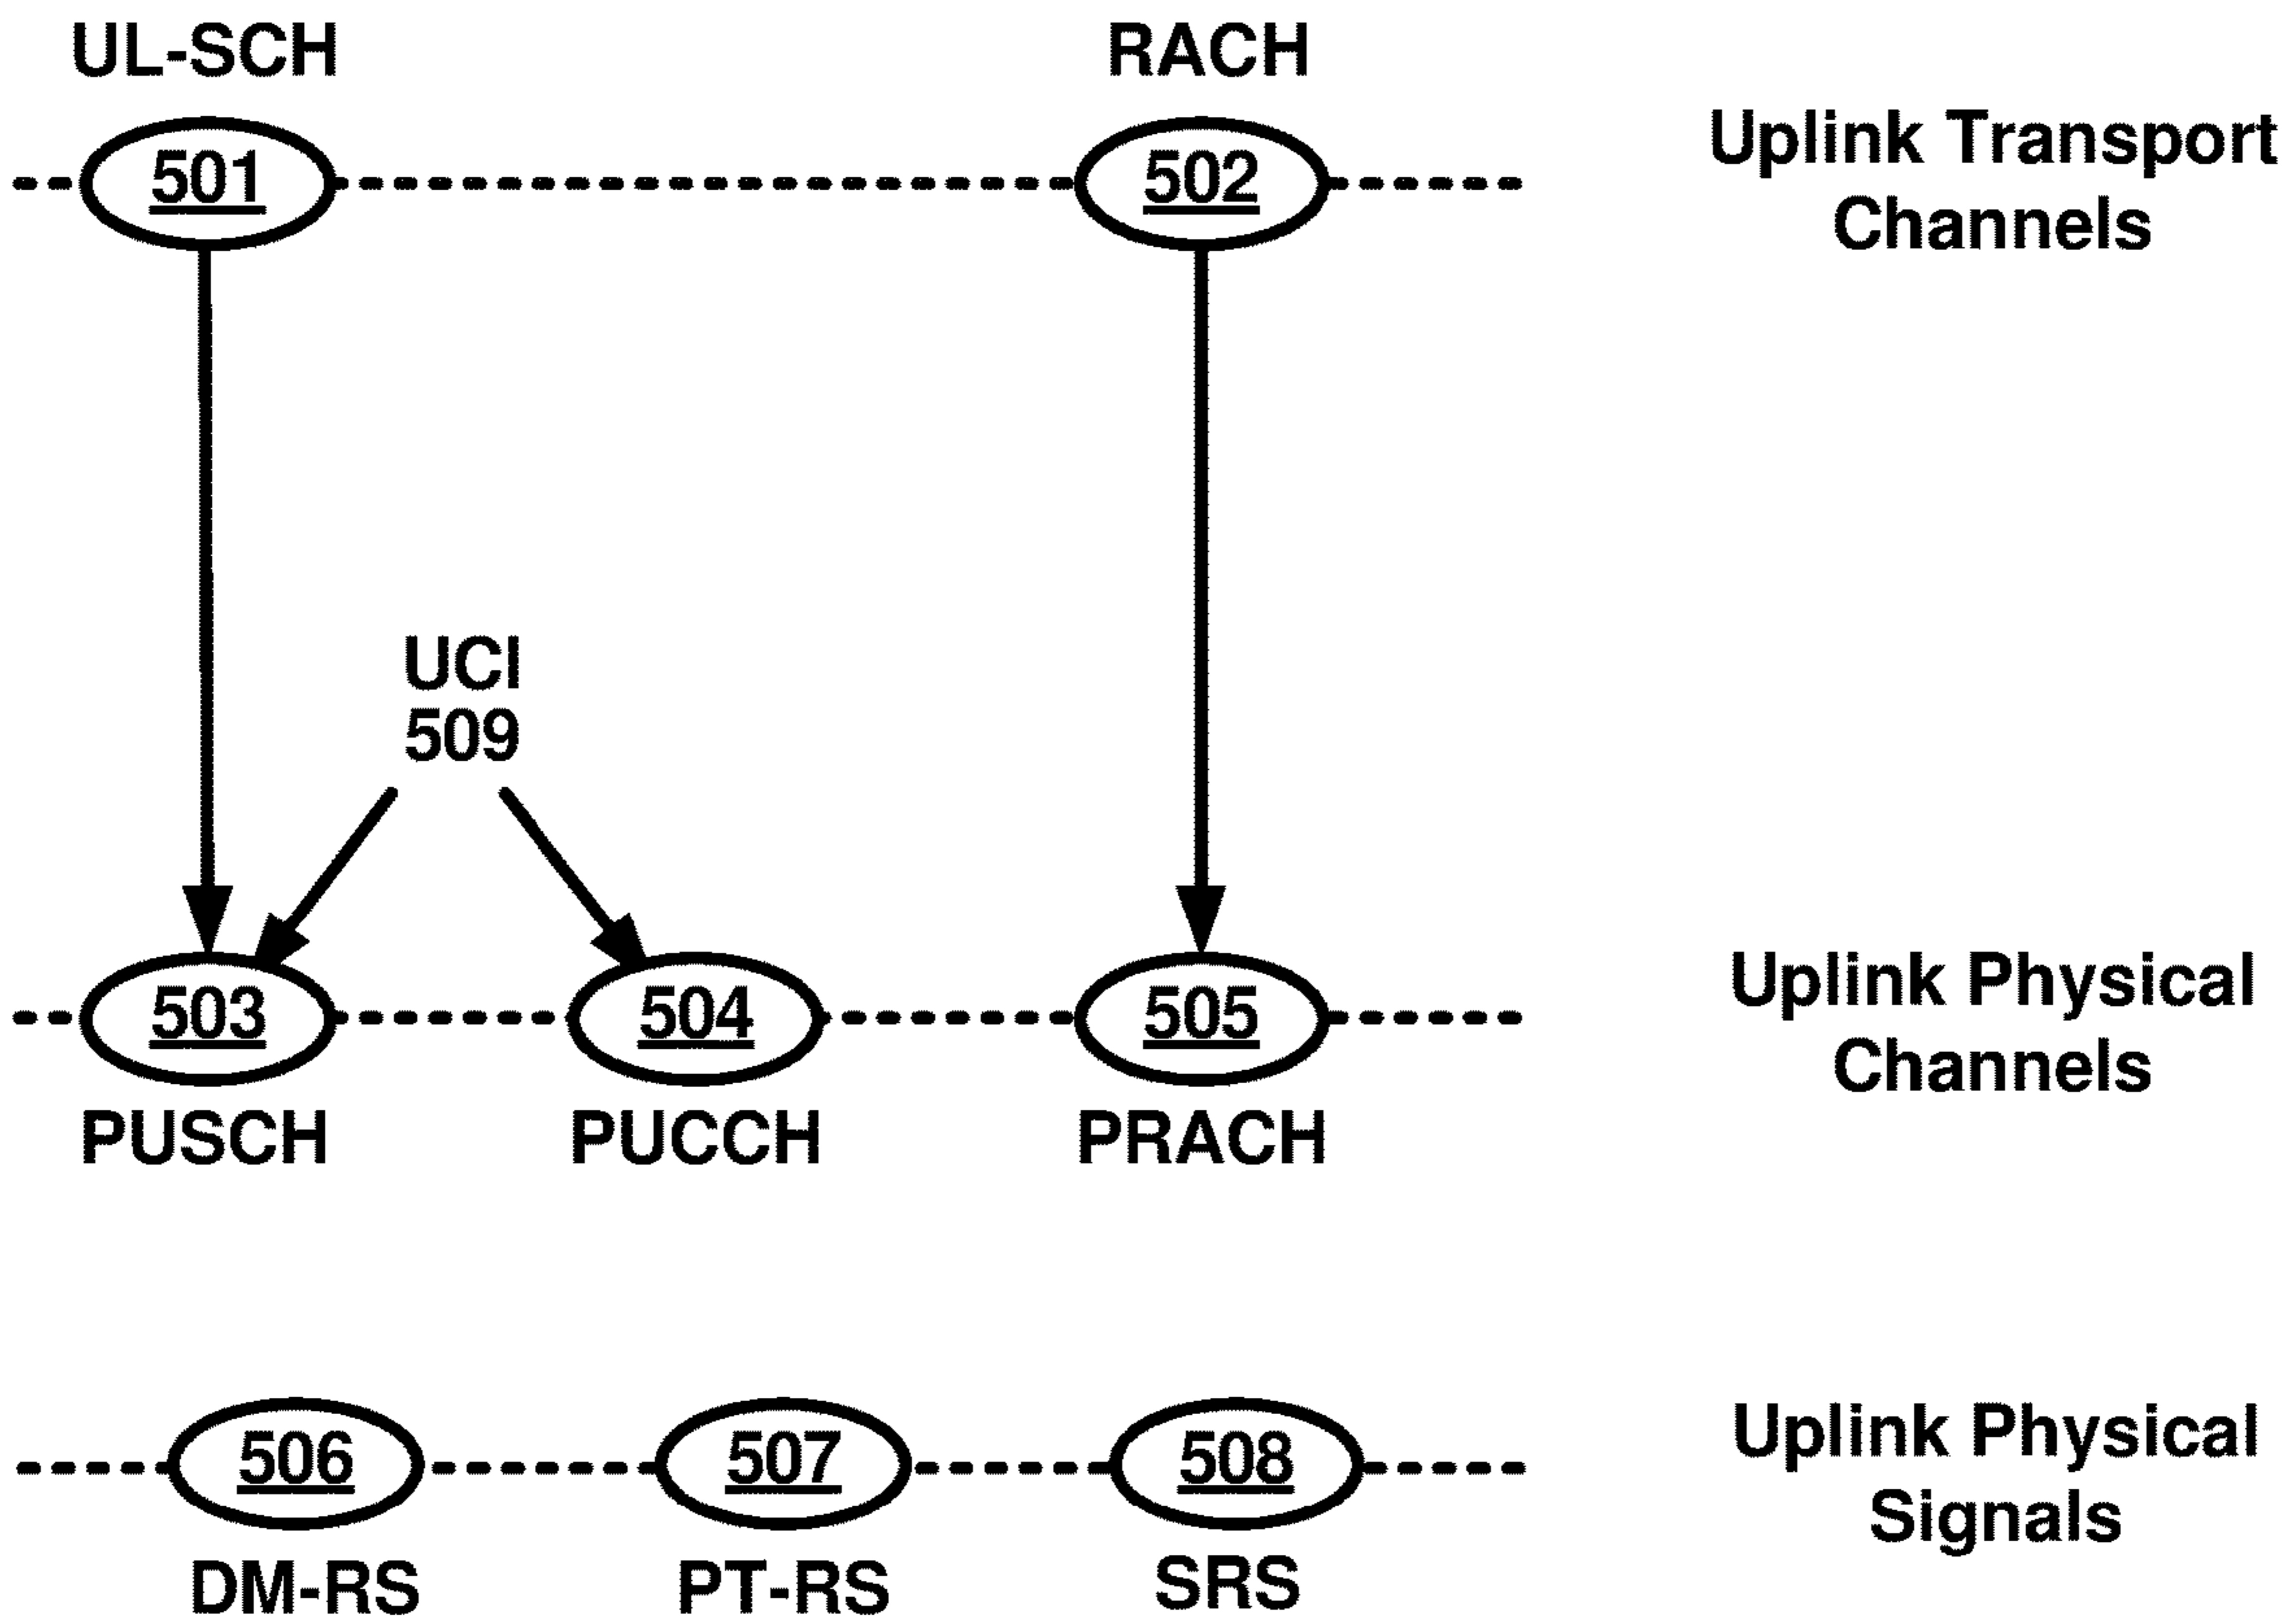 UL-SCH
RACH
501
502
Uplink Transport
Channels
UCI
509
503
504
505
Uplink Physical
Channels
PUSCH
PUCCH
PRACH
506
507
508
Uplink Physical
Signals
DM-RS
PT-RS
SRS